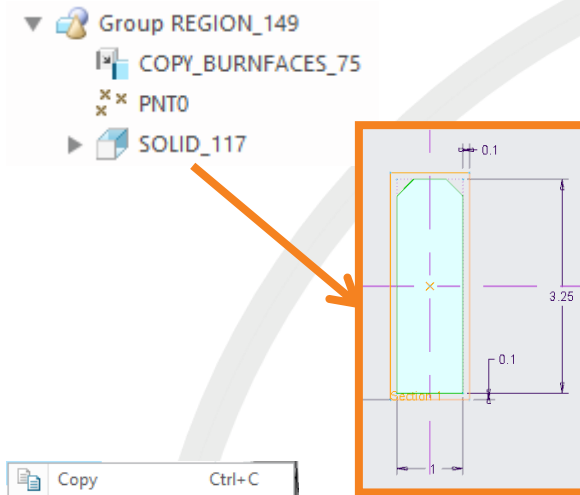 Group REGION_149
COPY_BURNFACES_75
PNT0
SOLID_117
0.1
3.25
0.1
Section 1
1
Copy Ctrl+C